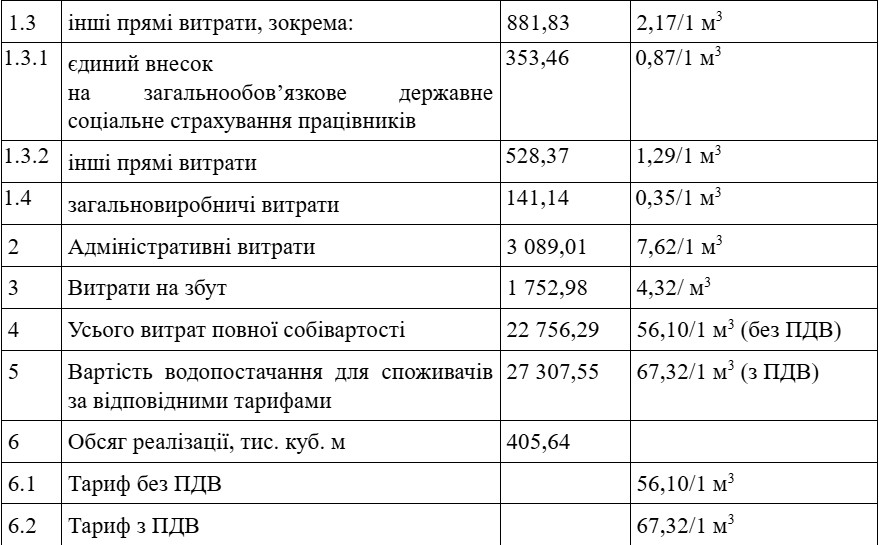 1.3 інші прямі витрати, зокрема: 881,83 2,17/1 м³
1.3.1 єдиний внесок 353,46 0,87/1 м³
на загальнообов’язкове державне
соціальне страхування працівників
1.3.2 інші прямі витрати 528,37 1,29/1 м³
1.4 загальновиробничі витрати 141,14 0,35/1 м³
2 Адміністративні витрати 3 089,01 7,62/1 м³
3 Витрати на збут 1 752,98 4,32/ м³
4 Усього витрат повної собівартості 22 756,29 56,10/1 м³ (без ПДВ)
5 Вартість водопостачання для споживачів 27 307,55 67,32/1 м³ (з ПДВ)
за відповідними тарифами
6 Обсяг реалізації, тис. куб. м 405,64
6.1 Тариф без ПДВ 56,10/1 м³
6.2 Тариф з ПДВ 67,32/1 м³